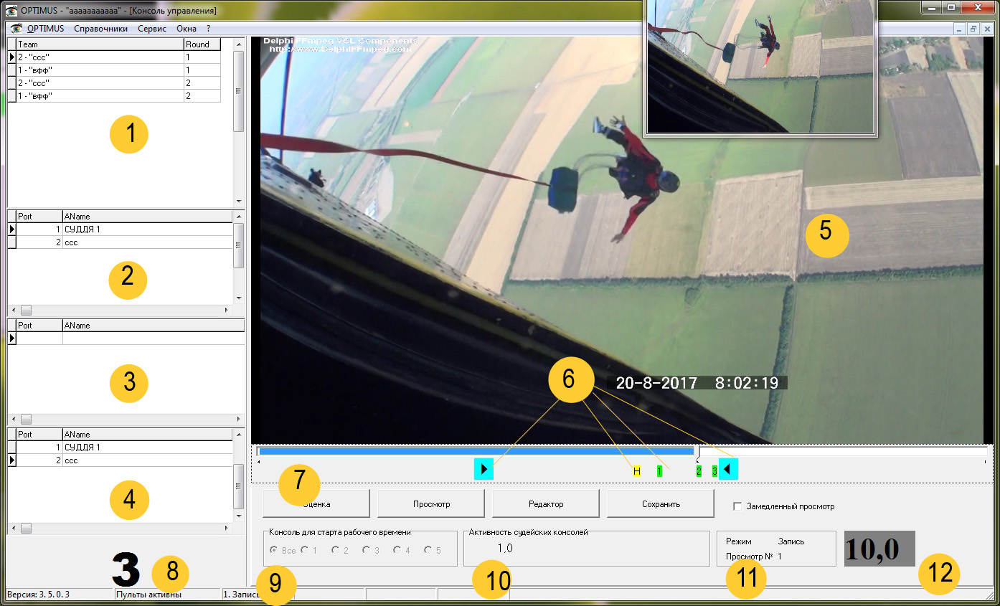 OPTIMUS - "ааааааааааа" - [Консоль управления]
OPTIMUS Справочники Сервис Окна ?
Team Round
2 - "ссс" 1
1 - "вфф" 1
2 - "ссс" 2
1 - "вфф" 2
1
Port AName
1 СУДДЯ 1
2 ссс
2
Port AName
3
Port AName
1 СУДДЯ 1
2 ссс
4
3
8
Delphi FFmpeg VCL Components
http://www.DelphiFFmpeg.com
5
6
20-8-2017 8:02:19
H 1 2 3
7
Просмотр Редактор Сохранить Замедленный просмотр
Консоль для старта рабочего времени
Все 1 2 3 4 5
9
Активность судейских консолей
1,0
10
Режим Запись
Просмотр № 1
11
10,0
12
Версия: 3. 5. 0. 3 Пульты активны 1. Запись